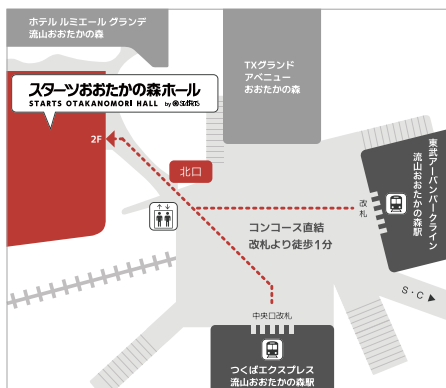 ホテル ルミエール グランデ
流山おおたかの森
スターツおおたかの森ホール
STARTS OTAKANOMORI HALL by STARTS
TXグランド
アベニュー
おおたかの森
2F
北口
東武アーバンパークライン
流山おおたかの森駅
改札
コンコース直結
改札より徒歩1分
S・C
中央口改札
つくばエクスプレス
流山おおたかの森駅